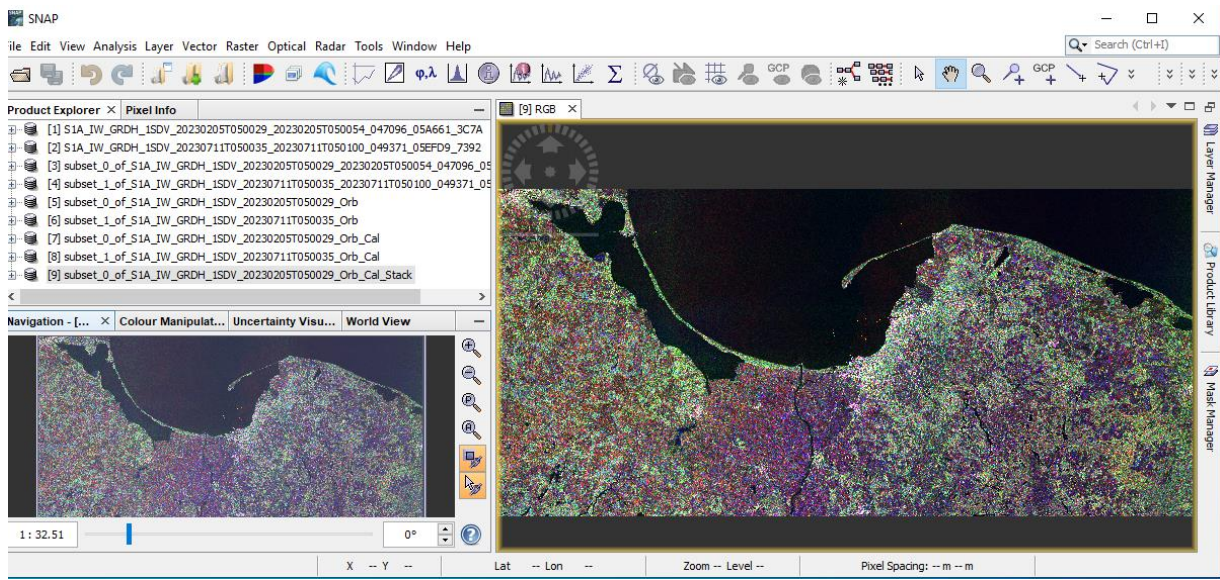 SNAP
ile Edit View Analysis Layer Vector Raster Optical Radar Tools Window Help
Search (Ctrl+I)
φ,λ Σ GCP GCP
Product Explorer × Pixel Info
[1] S1A_IW_GRDH_1SDV_20230205T050029_20230205T050054_047096_05A661_3C7A
[2] S1A_IW_GRDH_1SDV_20230711T050035_20230711T050100_049371_05EFD9_7392
[3] subset_0_of_S1A_IW_GRDH_1SDV_20230205T050029_20230205T050054_047096_05
[4] subset_1_of_S1A_IW_GRDH_1SDV_20230711T050035_20230711T050100_049371_05
[5] subset_0_of_S1A_IW_GRDH_1SDV_20230205T050029_Orb
[6] subset_1_of_S1A_IW_GRDH_1SDV_20230711T050035_Orb
[7] subset_0_of_S1A_IW_GRDH_1SDV_20230205T050029_Orb_Cal
[8] subset_1_of_S1A_IW_GRDH_1SDV_20230711T050035_Orb_Cal
[9] subset_0_of_S1A_IW_GRDH_1SDV_20230205T050029_Orb_Cal_Stack
Navigation - [... × Colour Manipulat... Uncertainty Visu... World View
1 : 32.51
0°
[9] RGB ×
Layer Manager
Product Library
Mask Manager
X -- Y -- Lat -- Lon -- Zoom -- Level -- Pixel Spacing: -- m -- m